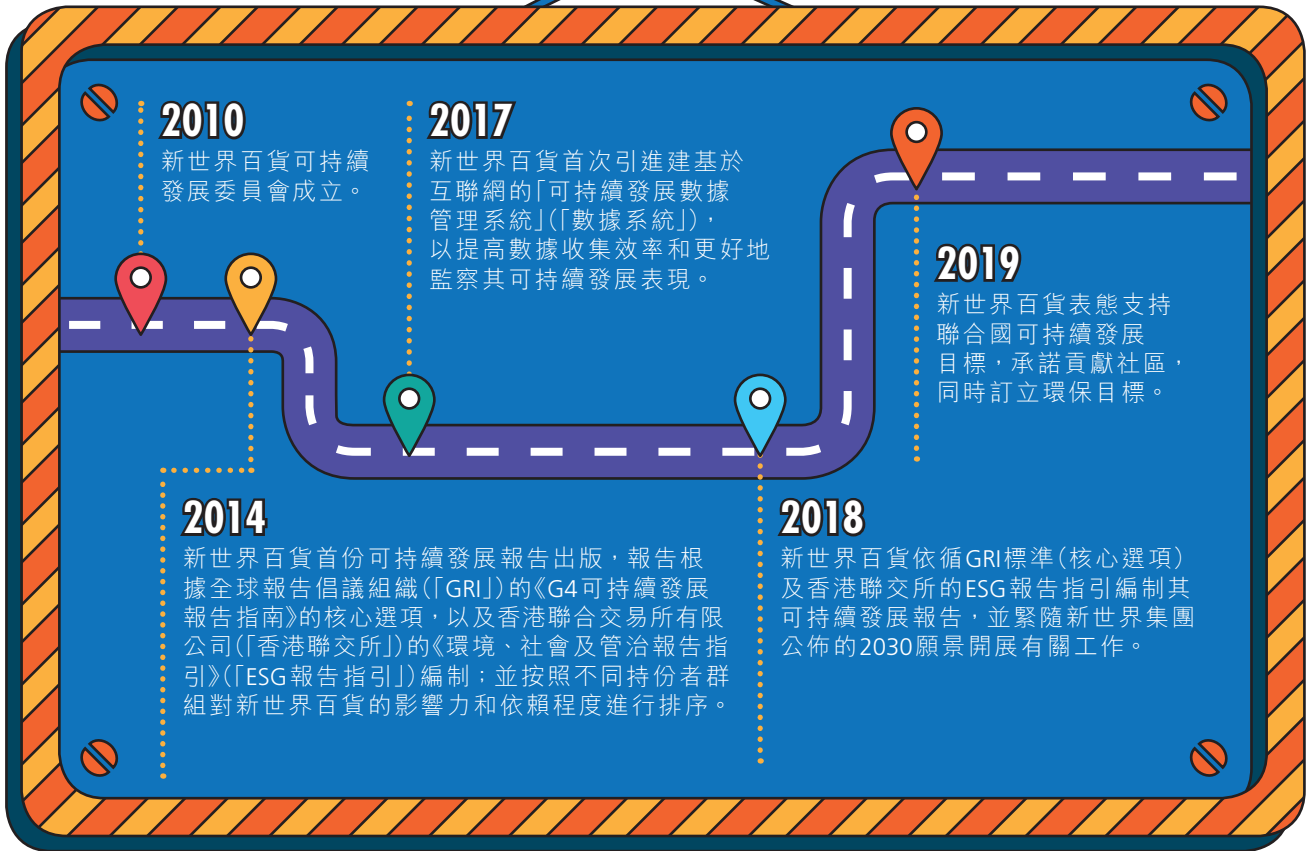 2010
新世界百貨可持續
發展委員會成立。
2014
新世界百貨首份可持續發展報告出版，報告根
據全球報告倡議組織(「GRI」)的《G4可持續發展
報告指南》的核心選項，以及香港聯合交易所有限
公司(「香港聯交所」)的《環境、社會及管治報告指
引》(「ESG報告指引」)編制；並按照不同持份者群
組對新世界百貨的影響力和依賴程度進行排序。
2017
新世界百貨首次引進建基於
互聯網的「可持續發展數據
管理系統」(「數據系統」)，
以提高數據收集效率和更好地
監察其可持續發展表現。
2018
新世界百貨依循GRI標準(核心選項)
及香港聯交所的ESG報告指引編制其
可持續發展報告，並緊隨新世界集團
公佈的2030願景開展有關工作。
2019
新世界百貨表態支持
聯合國可持續發展
目標，承諾貢獻社區，
同時訂立環保目標。